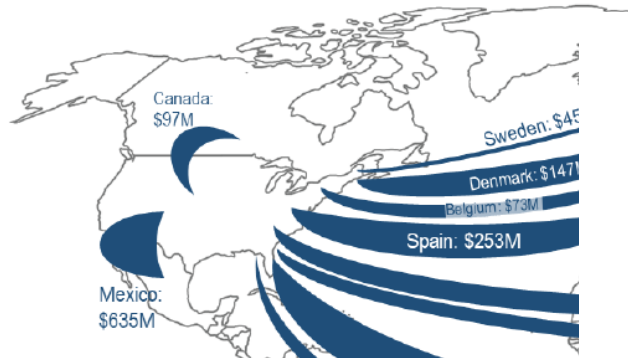 Canada:
$97M
Sweden: $45
Denmark: $147M
Belgium: $73M
Spain: $253M
Mexico:
$635M